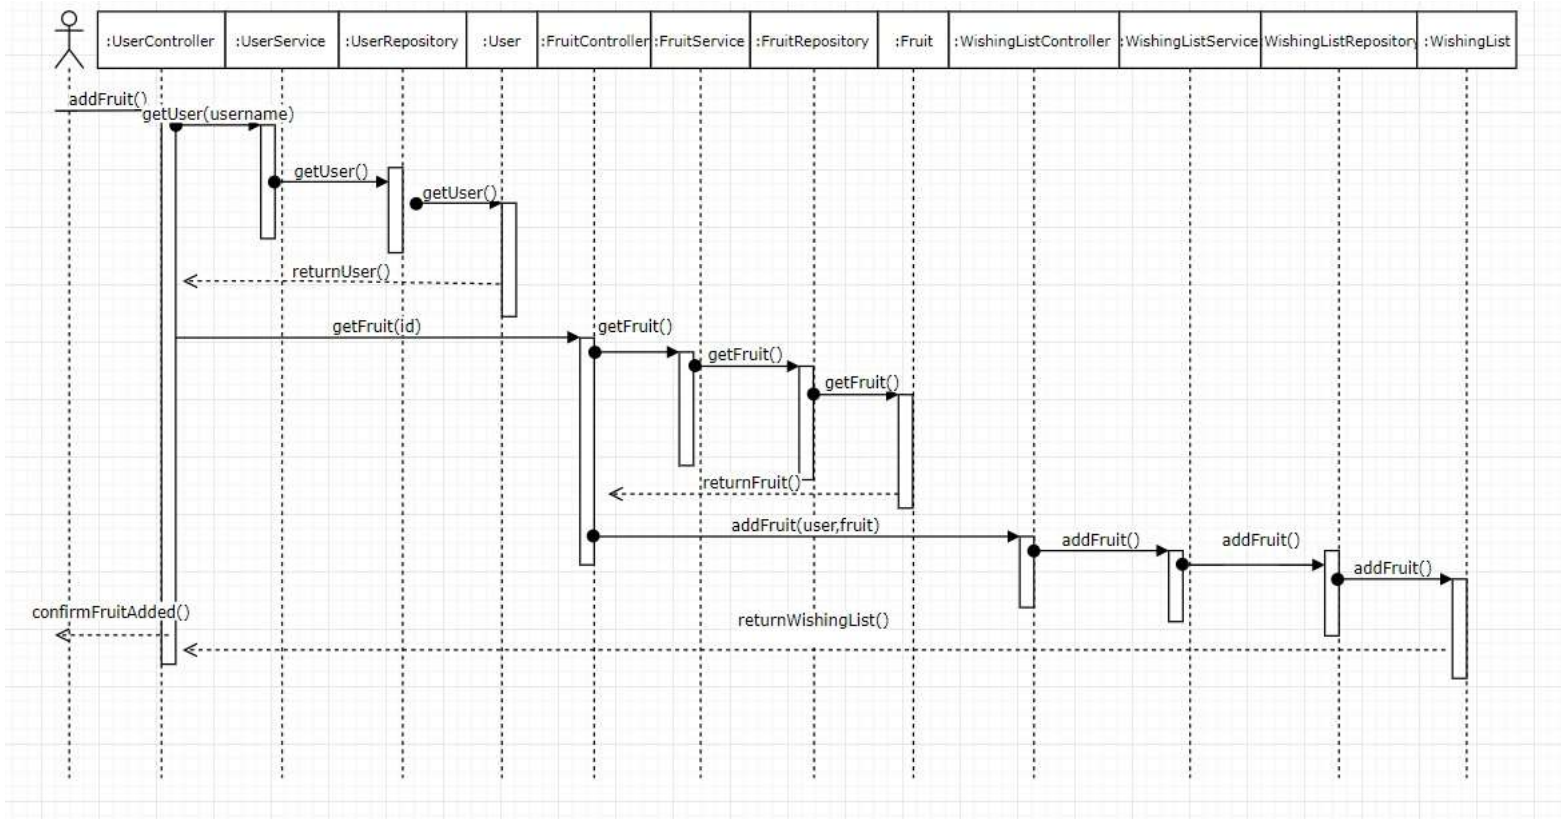 :UserController
:UserService
:UserRepository
:User
:FruitController
:FruitService
:FruitRepository
:Fruit
:WishingListController
:WishingListService
WishingListRepository
:WishingList
addFruit()
getUser(username)
getUser()
getUser()
returnUser()
getFruit(id)
getFruit()
getFruit()
getFruit()
returnFruit()
addFruit(user,fruit)
addFruit()
addFruit()
addFruit()
confirmFruitAdded()
returnWishingList()